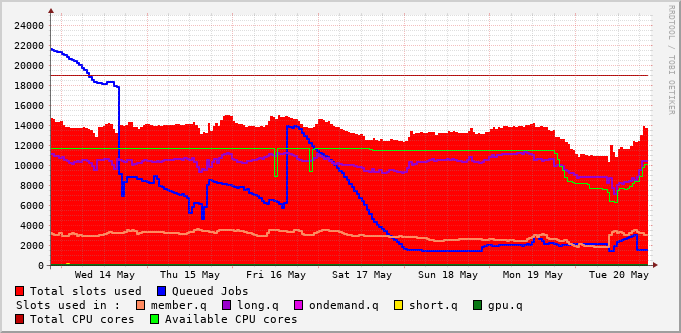 RRDTOOL / TOBI OETIKER
24000
22000
20000
18000
16000
14000
12000
10000
8000
6000
4000
2000
0
Wed 14 May Thu 15 May Fri 16 May Sat 17 May Sun 18 May Mon 19 May Tue 20 May
Total slots used Queued Jobs
Slots used in : member.q long.q ondemand.q short.q gpu.q
Total CPU cores Available CPU cores